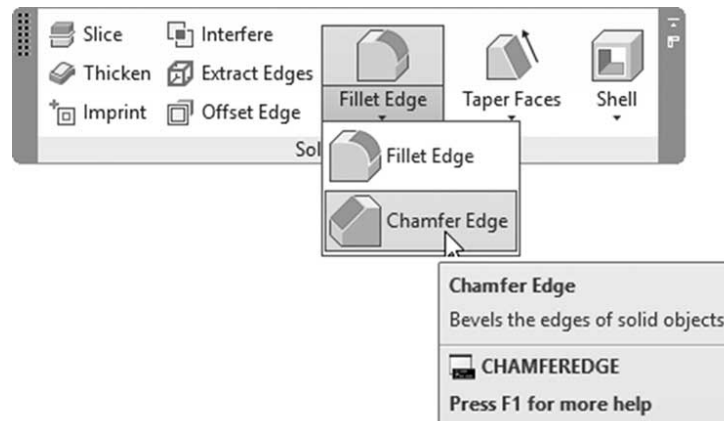 Slice
Interfere
Thicken
Extract Edges
Imprint
Offset Edge
Fillet Edge
Taper Faces
Shell
Fillet Edge
Chamfer Edge
Chamfer Edge
Bevels the edges of solid objects
CHAMFEREDGE
Press F1 for more help